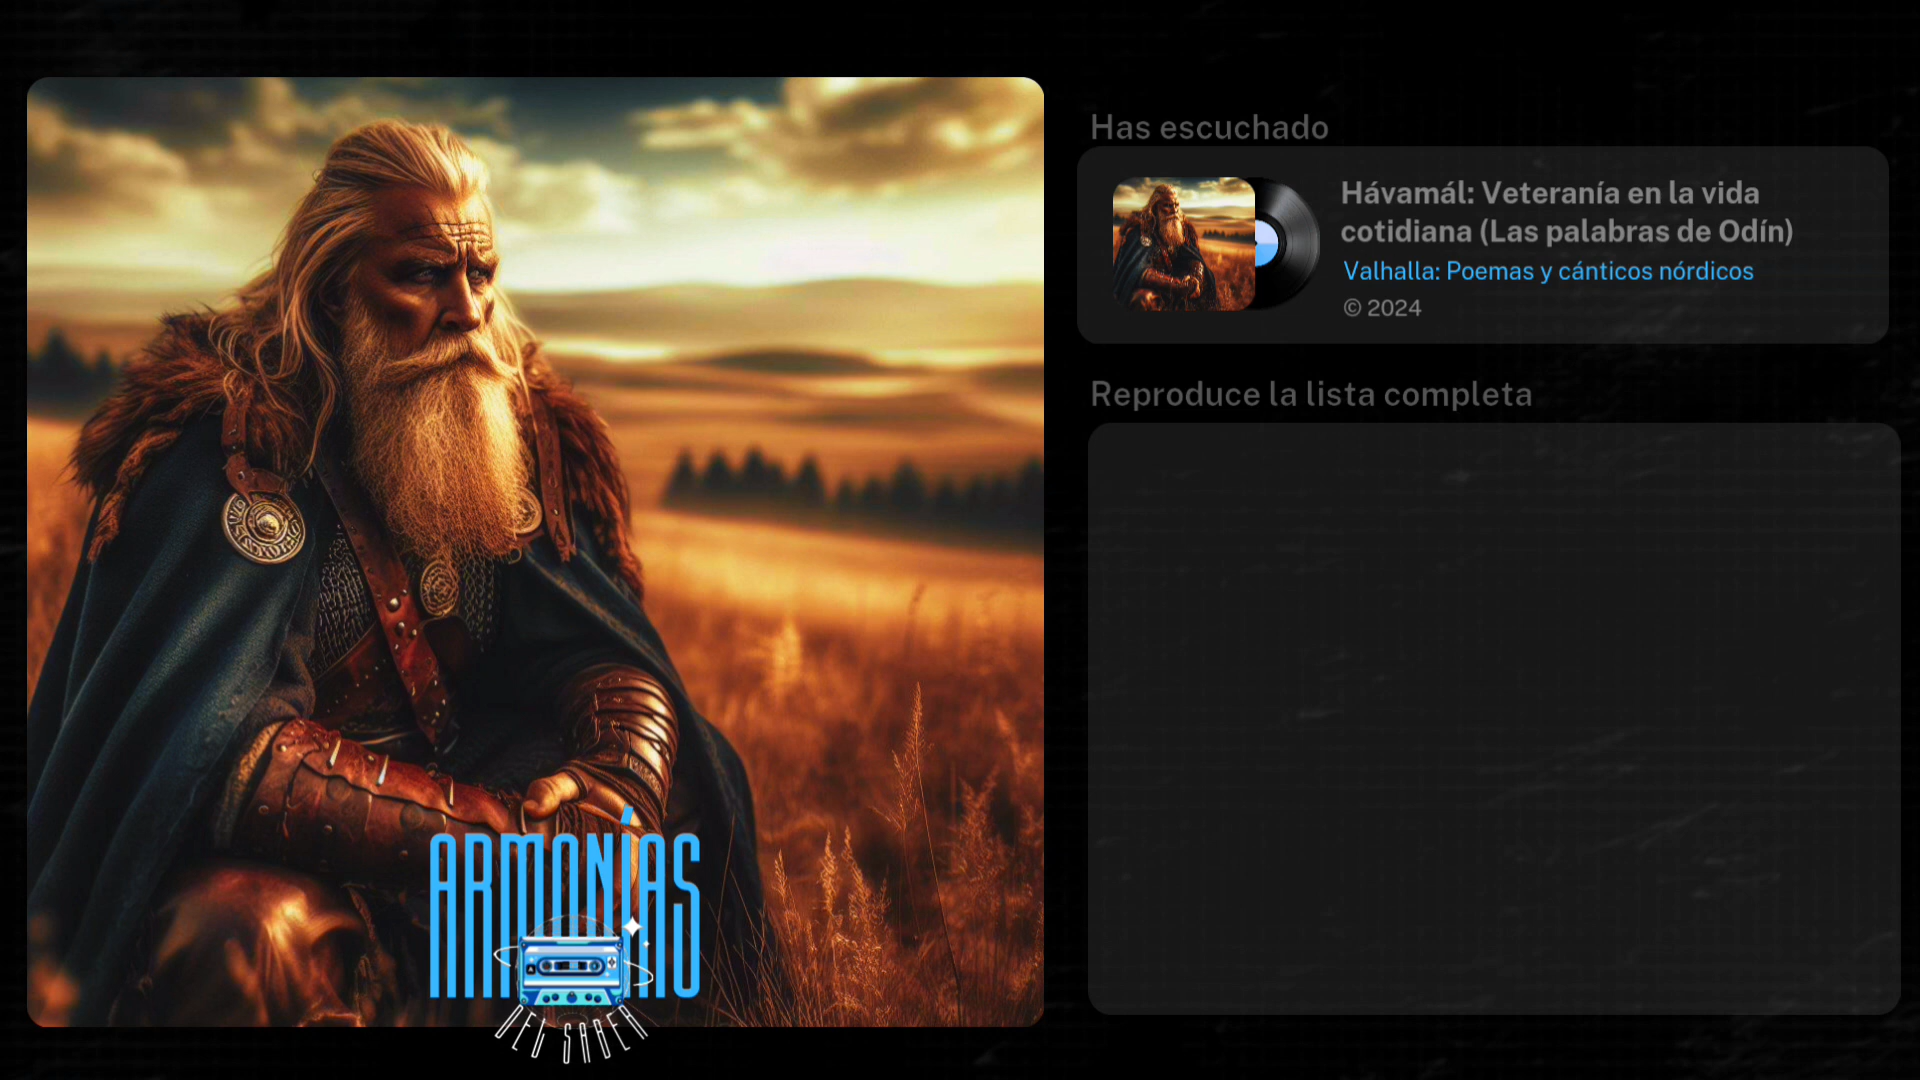 Has escuchado
Hávamál: Veteranía en la vida
cotidiana (Las palabras de Odín)
Valhalla: Poemas y cánticos nórdicos
© 2024
Reproduce la lista completa
ARMONÍAS
DEL SABER